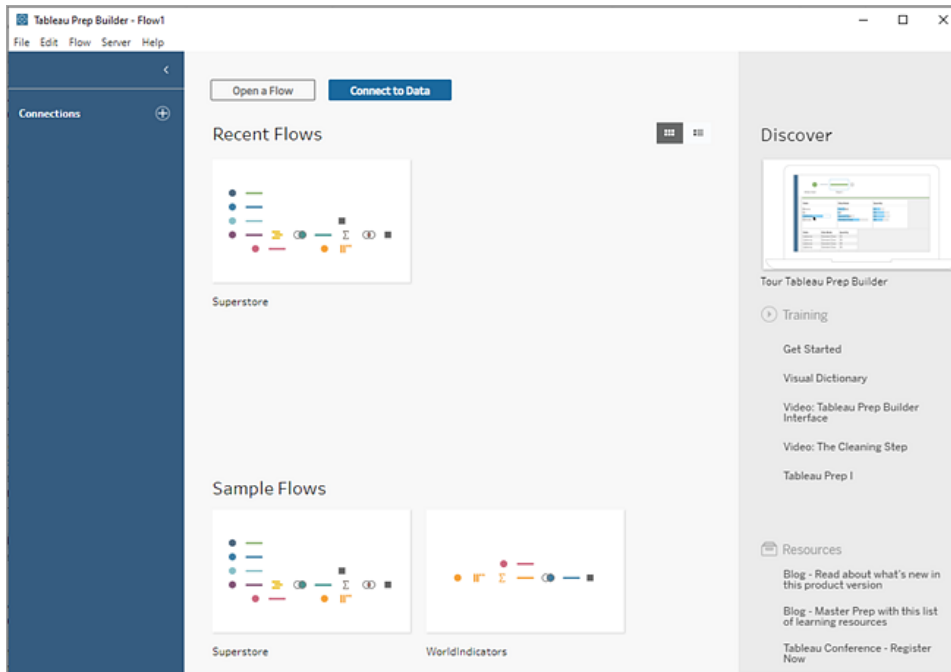 Tableau Prep Builder - Flow1
File Edit Flow Server Help
Connections
Open a Flow
Connect to Data
Recent Flows
Superstore
Sample Flows
Superstore
WorldIndicators
Discover
Tour Tableau Prep Builder
Training
Get Started
Visual Dictionary
Video: Tableau Prep Builder
Interface
Video: The Cleaning Step
Tableau Prep I
Resources
Blog - Read about what's new in
this product version
Blog - Master Prep with this list
of learning resources
Tableau Conference - Register
Now